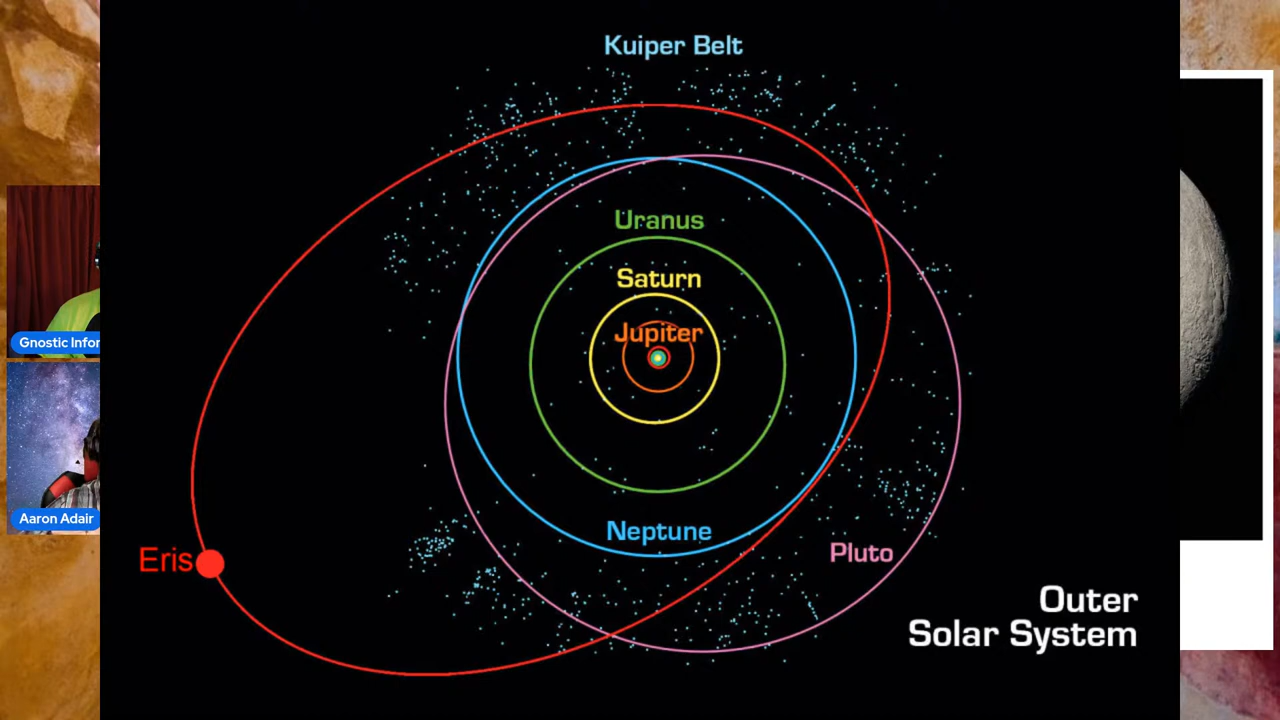 Kuiper Belt
Uranus
Saturn
Jupiter
Gnostic Infor
Aaron Adair
Neptune
Pluto
Eris
Outer
Solar System